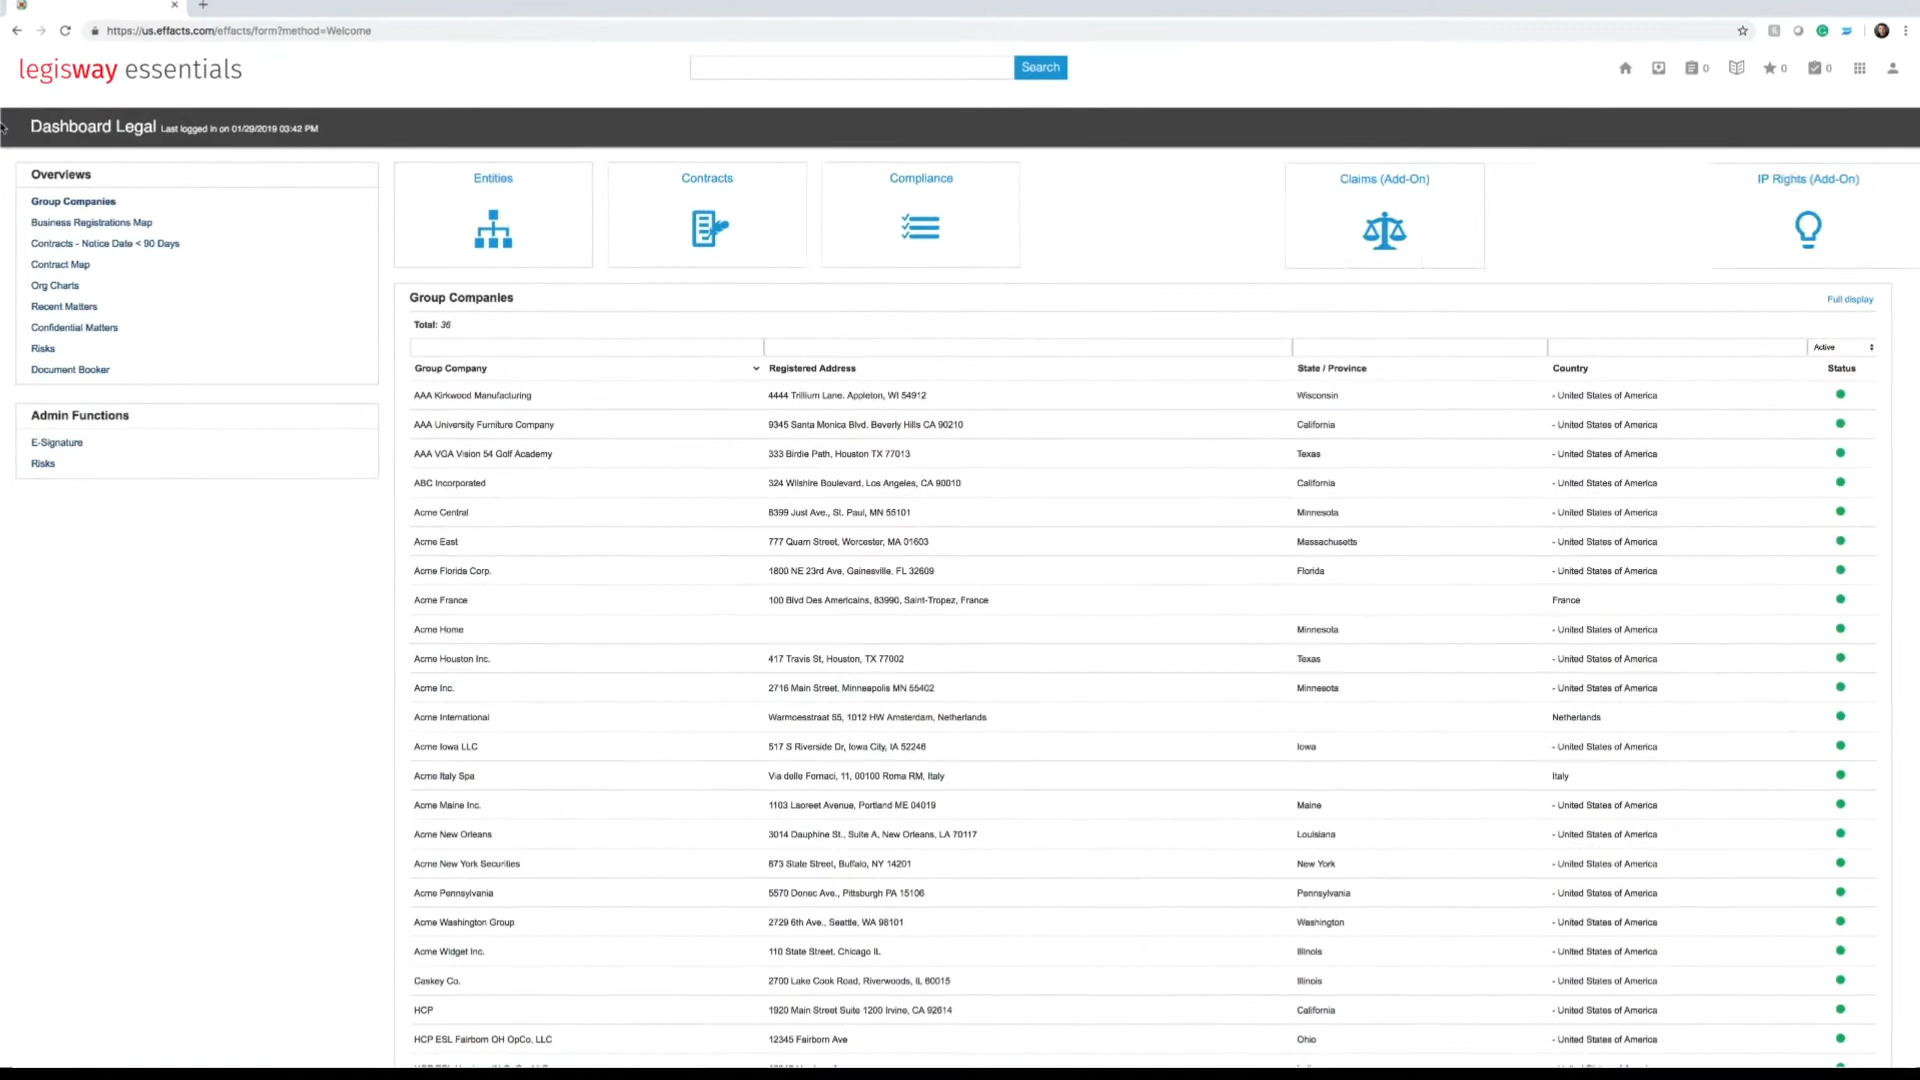 https://us.effacts.com/effacts/form?method=Welcome
legisway essentials
Search
0
0
0
Dashboard Legal Last logged in on 01/29/2019 03:42 PM
Overviews
Group Companies
Business Registrations Map
Contracts - Notice Date < 90 Days
Contract Map
Org Charts
Recent Matters
Confidential Matters
Risks
Document Booker
Admin Functions
E-Signature
Risks
Entities
Contracts
Compliance
Claims (Add-On)
IP Rights (Add-On)
Group Companies
Full display
Total: 36
Active
Group Company Registered Address State / Province Country Status
AAA Kirkwood Manufacturing 4444 Trillium Lane. Appleton, WI 54912 Wisconsin - United States of America
AAA University Furniture Company 9345 Santa Monica Blvd. Beverly Hills CA 90210 California - United States of America
AAA VGA Vision 54 Golf Academy 333 Birdie Path, Houston TX 77013 Texas - United States of America
ABC Incorporated 324 Wilshire Boulevard, Los Angeles, CA 90010 California - United States of America
Acme Central 8399 Just Ave., St. Paul, MN 55101 Minnesota - United States of America
Acme East 777 Quam Street, Worcester, MA 01603 Massachusetts - United States of America
Acme Florida Corp. 1800 NE 23rd Ave, Gainesville, FL 32609 Florida - United States of America
Acme France 100 Blvd Des Americains, 83990, Saint-Tropez, France France
Acme Home Minnesota - United States of America
Acme Houston Inc. 417 Travis St, Houston, TX 77002 Texas - United States of America
Acme Inc. 2716 Main Street, Minneapolis MN 55402 Minnesota - United States of America
Acme International Warmoesstraat 55, 1012 HW Amsterdam, Netherlands Netherlands
Acme Iowa LLC 517 S Riverside Dr, Iowa City, IA 52246 Iowa - United States of America
Acme Italy Spa Via delle Fornaci, 11, 00100 Roma RM, Italy Italy
Acme Maine Inc. 1103 Laoreet Avenue, Portland ME 04019 Maine - United States of America
Acme New Orleans 3014 Dauphine St., Suite A, New Orleans, LA 70117 Louisiana - United States of America
Acme New York Securities 873 State Street, Buffalo, NY 14201 New York - United States of America
Acme Pennsylvania 5570 Donec Ave., Pittsburgh PA 15106 Pennsylvania - United States of America
Acme Washington Group 2729 6th Ave., Seattle, WA 98101 Washington - United States of America
Acme Widget Inc. 110 State Street, Chicago IL Illinois - United States of America
Caskey Co. 2700 Lake Cook Road, Riverwoods, IL 60015 Illinois - United States of America
HCP 1920 Main Street Suite 1200 Irvine, CA 92614 California - United States of America
HCP ESL Fairborn OH OpCo, LLC 12345 Fairborn Ave Ohio - United States of America